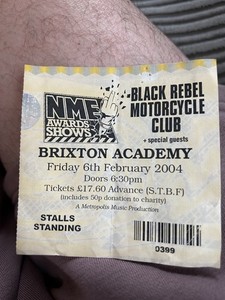 NME
AWARDS
SHOWS
BLACK REBEL
MOTORCYCLE
CLUB
+ special guests
BRIXTON ACADEMY
Friday 6th February 2004
Doors 6:30pm
Tickets £17.60 Advance (S.T.B.F)
(includes 50p donation to charity)
A Metropolis Music Production
STALLS
STANDING
0399